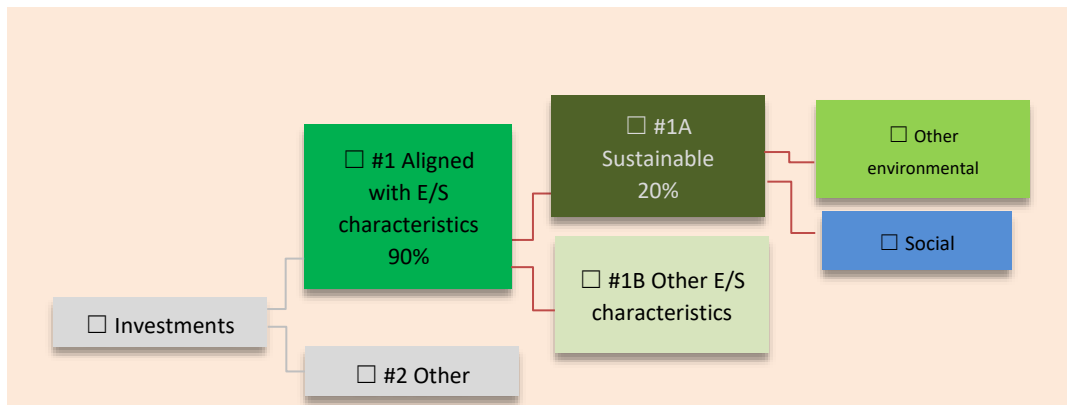 ☐ #1 Aligned
with E/S
characteristics
90%
☐ #1A
Sustainable
20%
☐ Other
environmental
☐ Social
☐ #1B Other E/S
characteristics
☐ Investments
☐ #2 Other